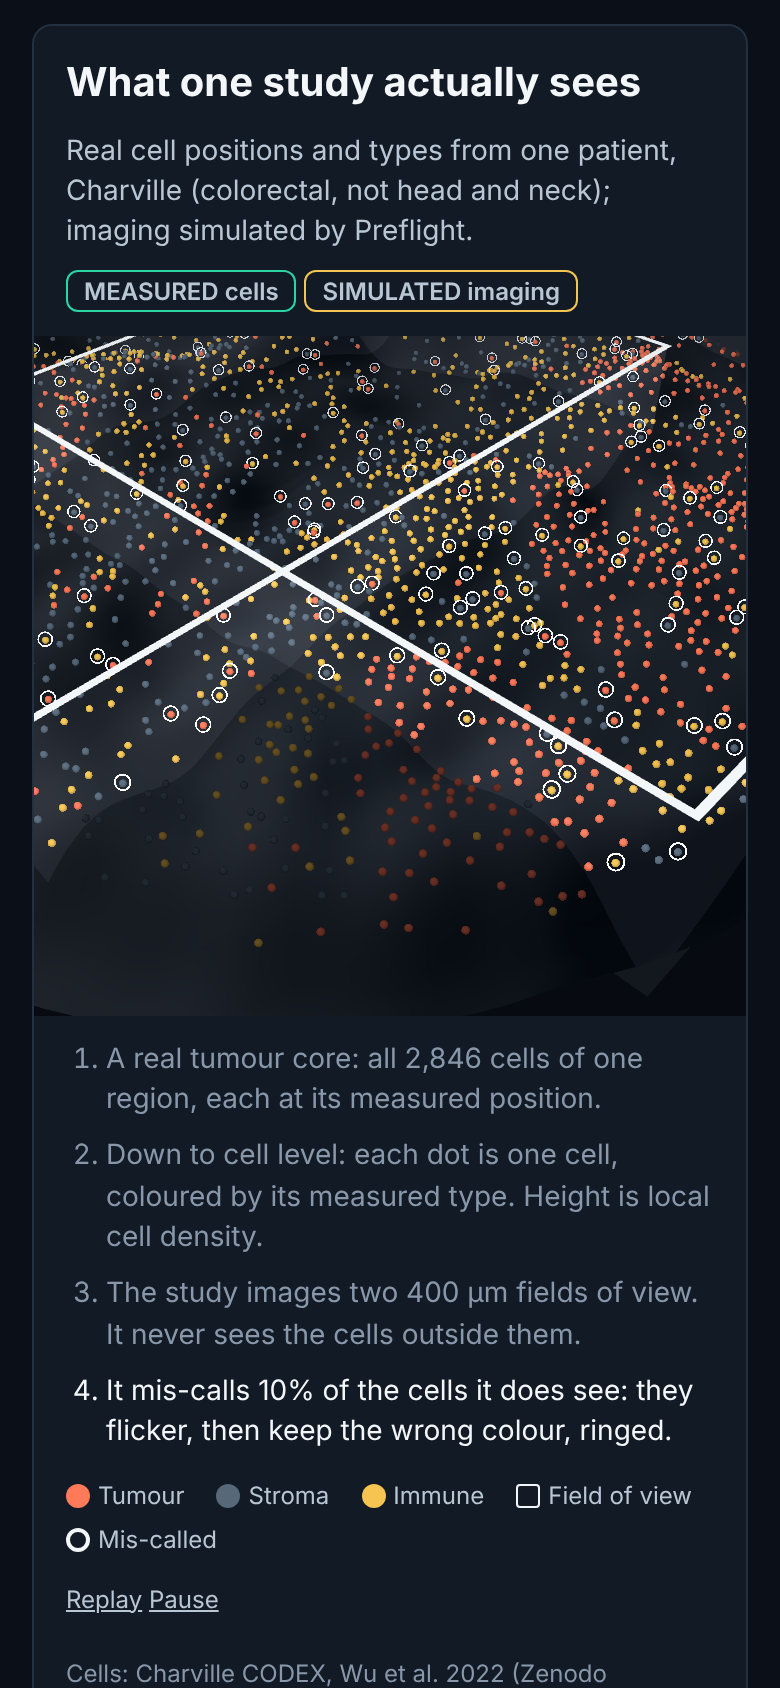 What one study actually sees
Real cell positions and types from one patient,
Charville (colorectal, not head and neck);
imaging simulated by Preflight.
MEASURED cells SIMULATED imaging
1. A real tumour core: all 2,846 cells of one
region, each at its measured position.
2. Down to cell level: each dot is one cell,
coloured by its measured type. Height is local
cell density.
3. The study images two 400 µm fields of view.
It never sees the cells outside them.
4. It mis-calls 10% of the cells it does see: they
flicker, then keep the wrong colour, ringed.
Tumour Stroma Immune Field of view
Mis-called
Replay Pause
Cells: Charville CODEX, Wu et al. 2022 (Zenodo